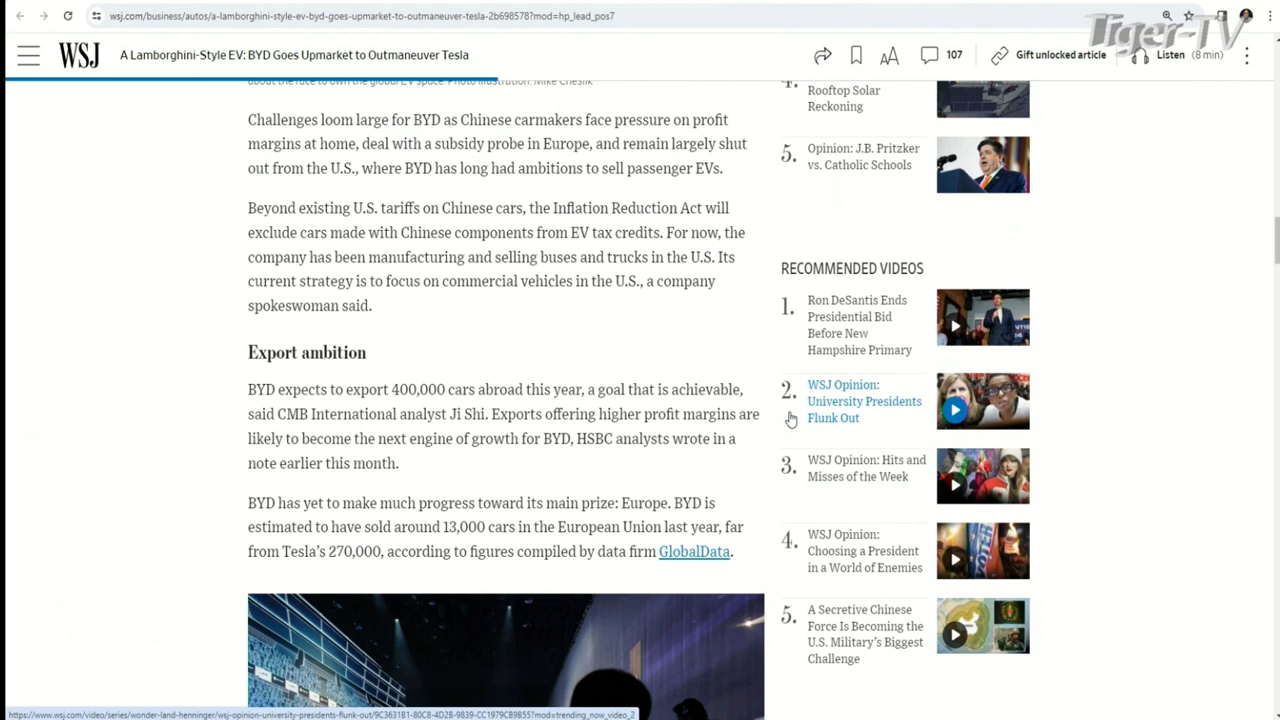 wsj.com/business/autos/a-lamborghini-style-ev-byd-goes-upmarket-to-outmaneuver-tesla-2b698578?mod=hp_lead_pos7
Tiger-TV
WSJ
A Lamborghini-Style EV: BYD Goes Upmarket to Outmaneuver Tesla
107
Gift unlocked article
Listen (8 min)
about the race to own the global EV space. Photo illustration: Mike Cheslik
Challenges loom large for BYD as Chinese carmakers face pressure on profit
margins at home, deal with a subsidy probe in Europe, and remain largely shut
out from the U.S., where BYD has long had ambitions to sell passenger EVs.
Beyond existing U.S. tariffs on Chinese cars, the Inflation Reduction Act will
exclude cars made with Chinese components from EV tax credits. For now, the
company has been manufacturing and selling buses and trucks in the U.S. Its
current strategy is to focus on commercial vehicles in the U.S., a company
spokeswoman said.
Export ambition
BYD expects to export 400,000 cars abroad this year, a goal that is achievable,
said CMB International analyst Ji Shi. Exports offering higher profit margins are
likely to become the next engine of growth for BYD, HSBC analysts wrote in a
note earlier this month.
BYD has yet to make much progress toward its main prize: Europe. BYD is
estimated to have sold around 13,000 cars in the European Union last year, far
from Tesla's 270,000, according to figures compiled by data firm GlobalData.
4.
Rooftop Solar
Reckoning
5.
Opinion: J.B. Pritzker
vs. Catholic Schools
RECOMMENDED VIDEOS
1.
Ron DeSantis Ends
Presidential Bid
Before New
Hampshire Primary
2.
WSJ Opinion:
University Presidents
Flunk Out
3.
WSJ Opinion: Hits and
Misses of the Week
4.
WSJ Opinion:
Choosing a President
in a World of Enemies
5.
A Secretive Chinese
Force Is Becoming the
U.S. Military's Biggest
Challenge
https://www.wsj.com/video/series/wonder-land-henninger/wsj-opinion-university-presidents-flunk-out/9C3631B1-80C8-4D2B-9839-CC1979CB9B55?mod=trending_now_video_2